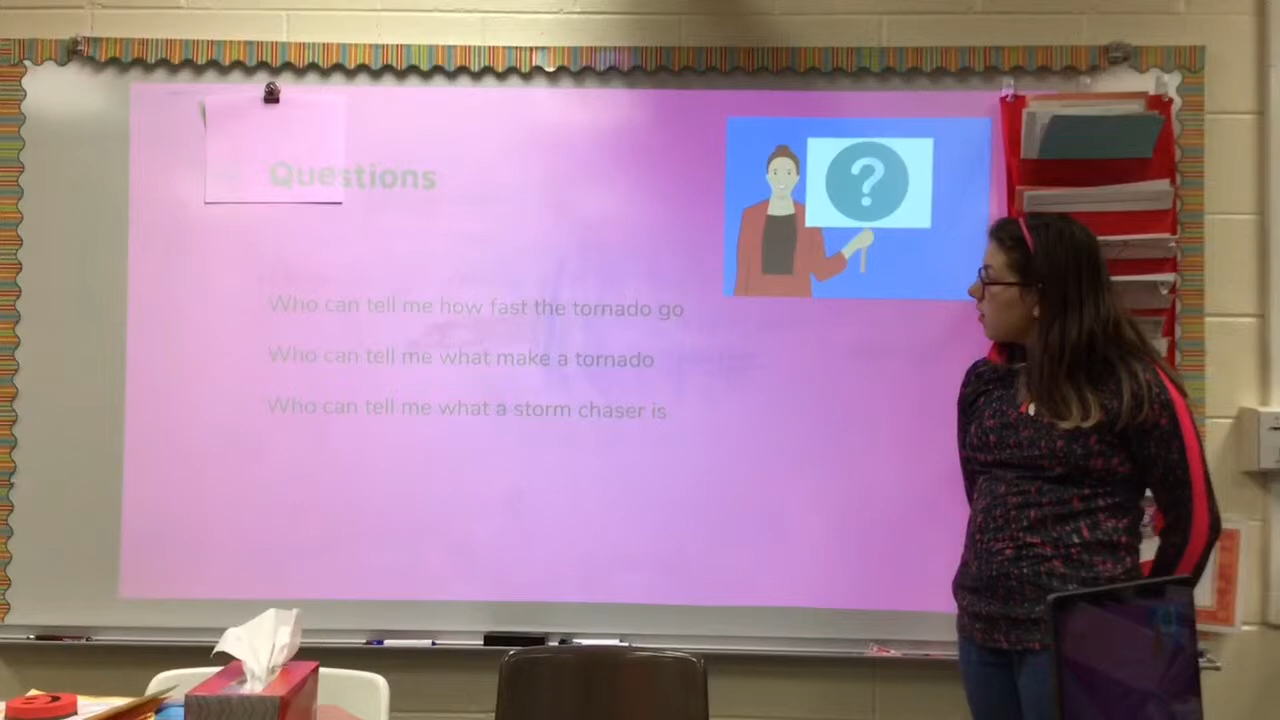 Questions
?
Who can tell me how fast the tornado go
Who can tell me what make a tornado
Who can tell me what a storm chaser is